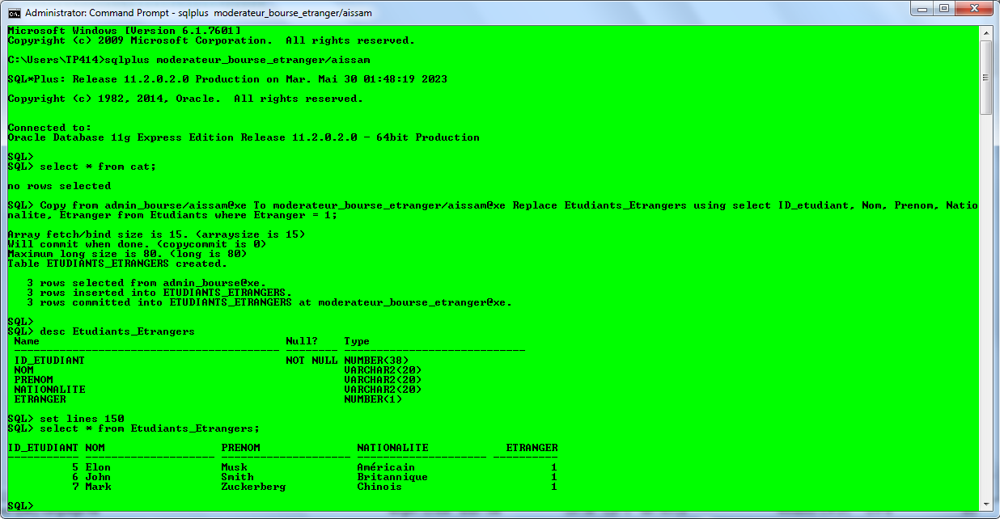 Administrator: Command Prompt - sqlplus  moderateur_bourse_etranger/aissam
Microsoft Windows [Version 6.1.7601]
Copyright (c) 2009 Microsoft Corporation.  All rights reserved.
C:\Users\TP414>sqlplus moderateur_bourse_etranger/aissam
SQL*Plus: Release 11.2.0.2.0 Production on Mar. Mai 30 01:48:19 2023
Copyright (c) 1982, 2014, Oracle.  All rights reserved.
Connected to:
Oracle Database 11g Express Edition Release 11.2.0.2.0 - 64bit Production
SQL>
SQL> select * from cat;
no rows selected
SQL> Copy from admin_bourse/aissam@xe To moderateur_bourse_etranger/aissam@xe Replace Etudiants_Etrangers using select ID_etudiant, Nom, Prenom, Natio
nalite, Etranger from Etudiants where Etranger = 1;
Array fetch/bind size is 15. (arraysize is 15)
Will commit when done. (copycommit is 0)
Maximum long size is 80. (long is 80)
Table ETUDIANTS_ETRANGERS created.
   3 rows selected from admin_bourse@xe.
   3 rows inserted into ETUDIANTS_ETRANGERS.
   3 rows committed into ETUDIANTS_ETRANGERS at moderateur_bourse_etranger@xe.
SQL>
SQL> desc Etudiants_Etrangers
 Name                                      Null?    Type
 ----------------------------------------- -------- ----------------------------
 ID_ETUDIANT                               NOT NULL NUMBER(38)
 NOM                                                VARCHAR2(20)
 PRENOM                                             VARCHAR2(20)
 NATIONALITE                                        VARCHAR2(20)
 ETRANGER                                           NUMBER(1)
SQL> set lines 150
SQL> select * from Etudiants_Etrangers;
ID_ETUDIANT NOM                  PRENOM               NATIONALITE            ETRANGER
----------- -------------------- -------------------- -------------------- ----------
          5 Elon                 Musk                 Américain                     1
          6 John                 Smith                Britannique                   1
          7 Mark                 Zuckerberg           Chinois                       1
SQL>